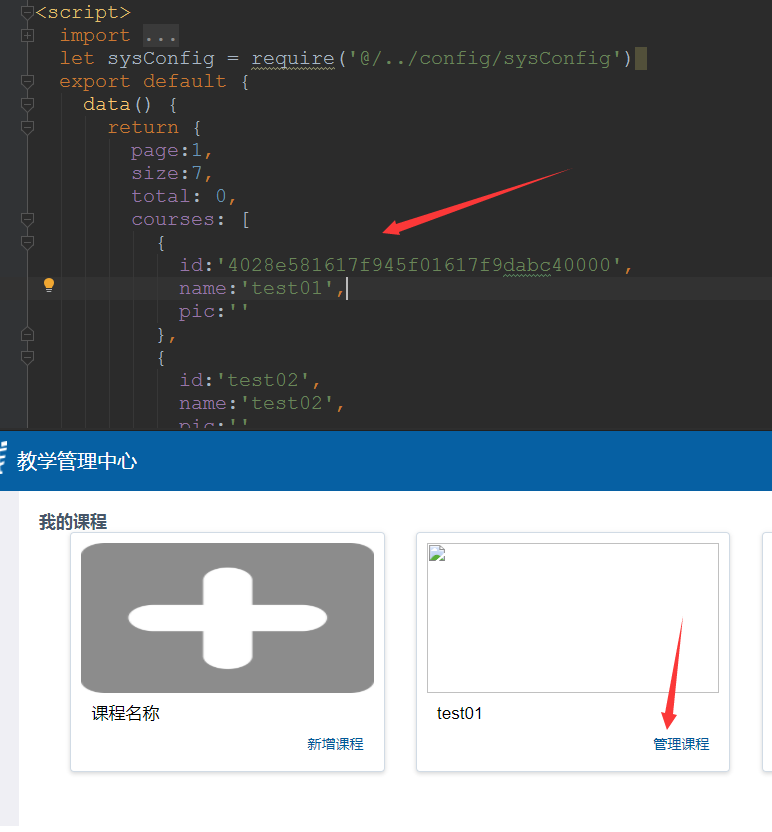 <script>
import ...
let sysConfig = require('@/../config/sysConfig')
export default {
data() {
return {
page:1,
size:7,
total: 0,
courses: [
{
id:'4028e581617f945f01617f9dabc40000',
name:'test01',
pic:''
},
{
id:'test02',
name:'test02',
pic:''
教学管理中心
我的课程
课程名称
新增课程
test01
管理课程